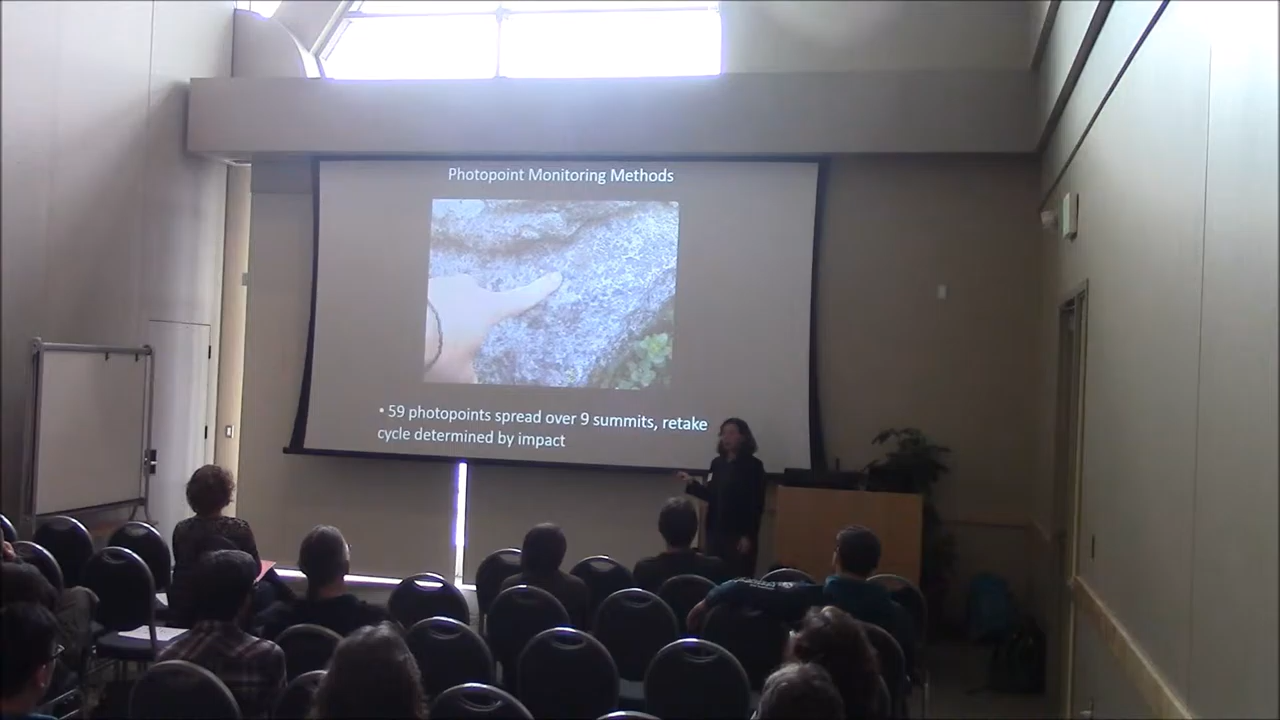 Photopoint Monitoring Methods
• 59 photopoints spread over 9 summits, retake
cycle determined by impact